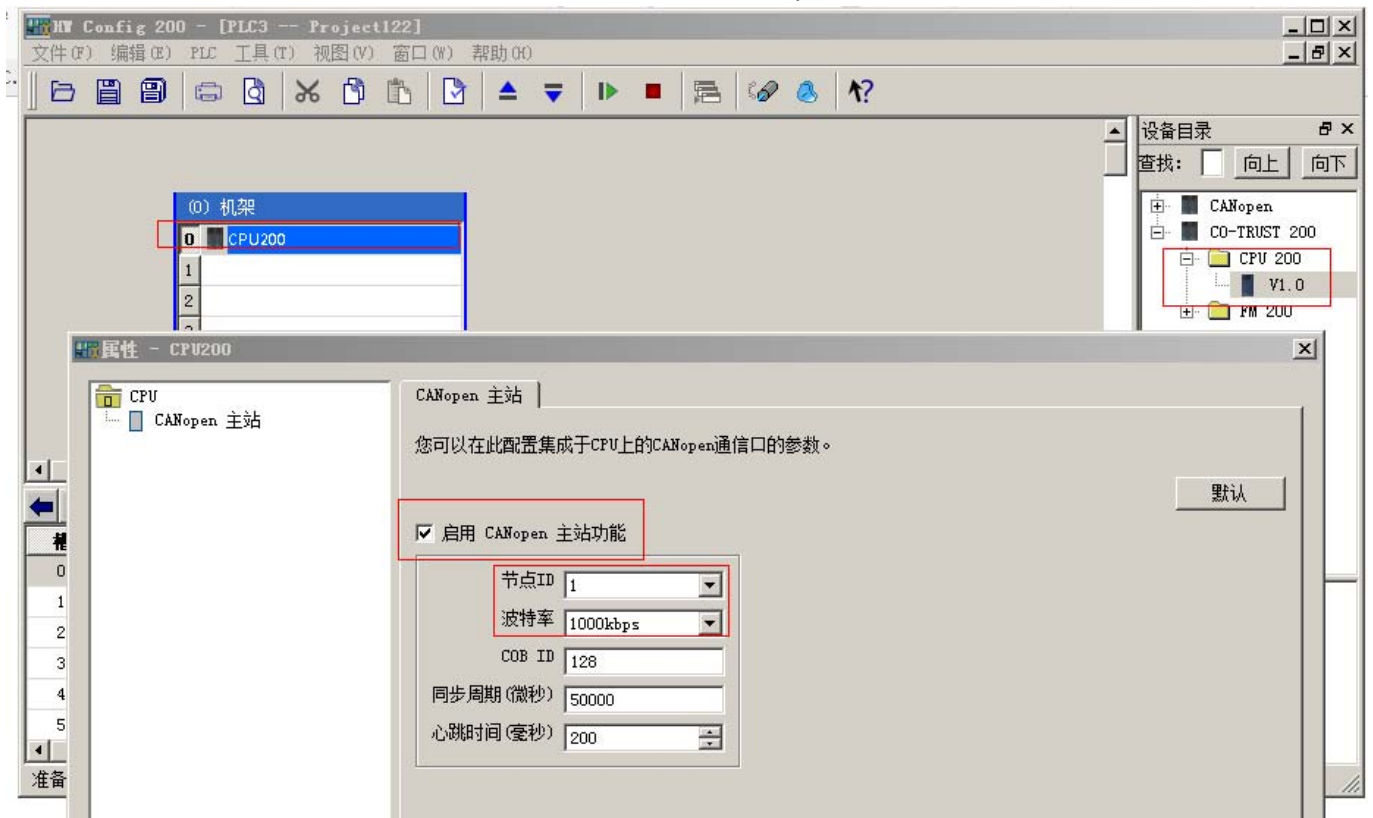 HW Config 200 - [PLC3 -- Project122]
文件(F) 编辑(E) PLC 工具(T) 视图(V) 窗口(W) 帮助(H)
设备目录
查找: 向上 向下
(0) 机架
0 CPU200
1
2
CANopen
CO-TRUST 200
CPU 200
V1.0
FM 200
属性 - CPU200
CPU
CANopen 主站
CANopen 主站
您可以在此配置集成于CPU上的CANopen通信口的参数。
默认
启用 CANopen 主站功能
节点ID 1
波特率 1000kbps
COB ID 128
同步周期(微秒) 50000
心跳时间(毫秒) 200
0
1
2
3
4
5
准备